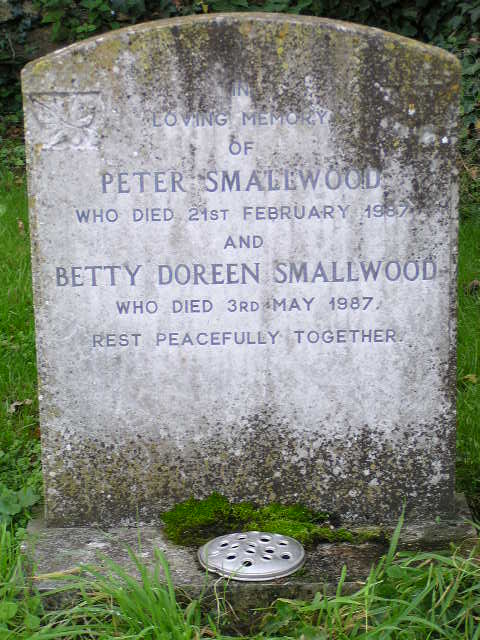 IN
LOVING MEMORY
OF
PETER SMALLWOOD
WHO DIED 21ST FEBRUARY 1987
AND
BETTY DOREEN SMALLWOOD
WHO DIED 3RD MAY 1987.
REST PEACEFULLY TOGETHER.